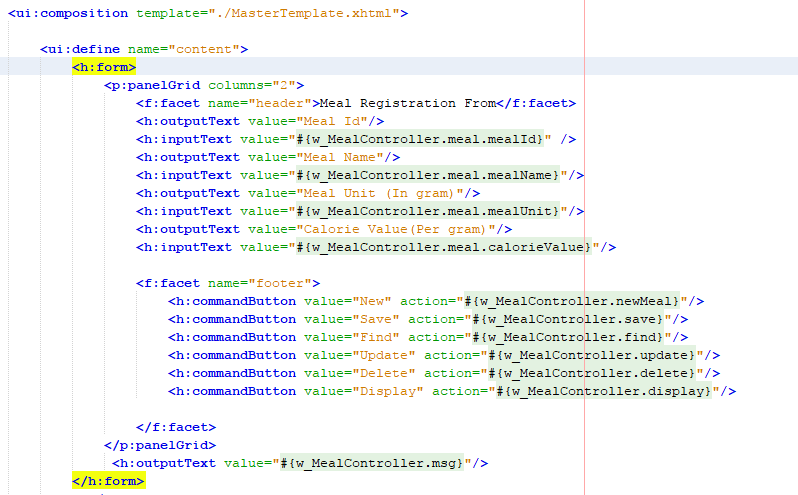 <ui:composition template="./MasterTemplate.xhtml">
<ui:define name="content">
<h:form>
<p:panelGrid columns="2">
<f:facet name="header">Meal Registration From</f:facet>
<h:outputText value="Meal Id"/>
<h:inputText value="#{w_MealController.meal.mealId}" />
<h:outputText value="Meal Name"/>
<h:inputText value="#{w_MealController.meal.mealName}"/>
<h:outputText value="Meal Unit (In gram)"/>
<h:inputText value="#{w_MealController.meal.mealUnit}"/>
<h:outputText value="Calorie Value(Per gram)"/>
<h:inputText value="#{w_MealController.meal.calorieValue}"/>
<f:facet name="footer">
<h:commandButton value="New" action="#{w_MealController.newMeal}"/>
<h:commandButton value="Save" action="#{w_MealController.save}"/>
<h:commandButton value="Find" action="#{w_MealController.find}"/>
<h:commandButton value="Update" action="#{w_MealController.update}"/>
<h:commandButton value="Delete" action="#{w_MealController.delete}"/>
<h:commandButton value="Display" action="#{w_MealController.display}"/>
</f:facet>
</p:panelGrid>
<h:outputText value="#{w_MealController.msg}"/>
</h:form>